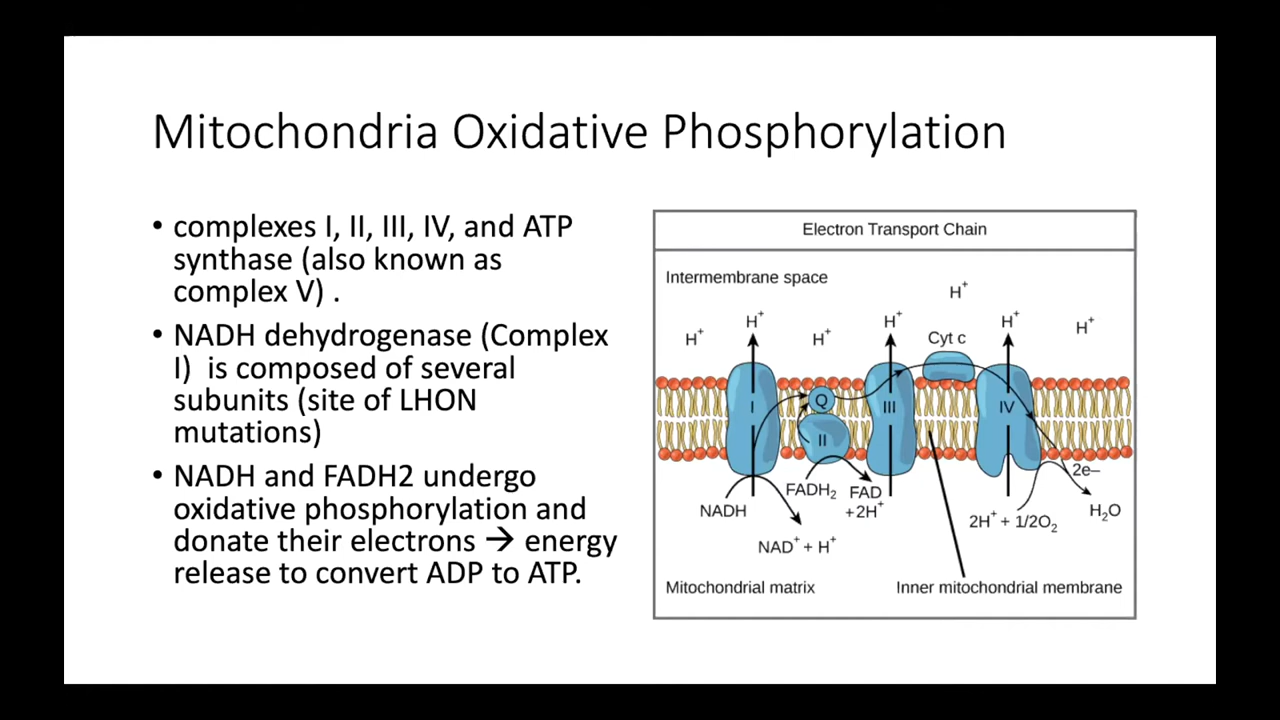 Mitochondria Oxidative Phosphorylation
• complexes I, II, III, IV, and ATP
synthase (also known as
complex V) .
• NADH dehydrogenase (Complex
I)  is composed of several
subunits (site of LHON
mutations)
• NADH and FADH2 undergo
oxidative phosphorylation and
donate their electrons → energy
release to convert ADP to ATP.
Electron Transport Chain
Intermembrane space
H⁺
H⁺
H⁺
H⁺
H⁺
H⁺
H⁺
Cyt c
I
Q
II
III
IV
NADH
NAD⁺ + H⁺
FADH₂
FAD
+2H⁺
2e–
2H⁺ + 1/2O₂
H₂O
Mitochondrial matrix
Inner mitochondrial membrane